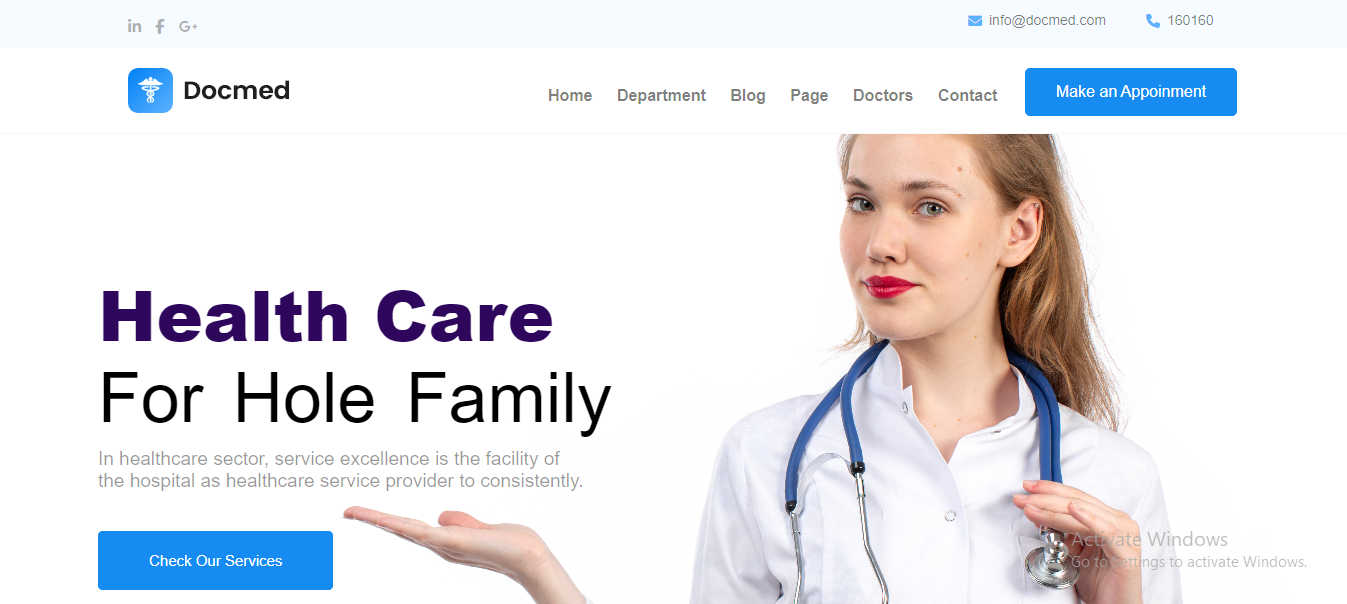 info@docmed.com 160160
Docmed
Home Department Blog Page Doctors Contact Make an Appoinment
Health Care
For Hole Family
In healthcare sector, service excellence is the facility of
the hospital as healthcare service provider to consistently.
Check Our Services
Activate Windows
Go to Settings to activate Windows.